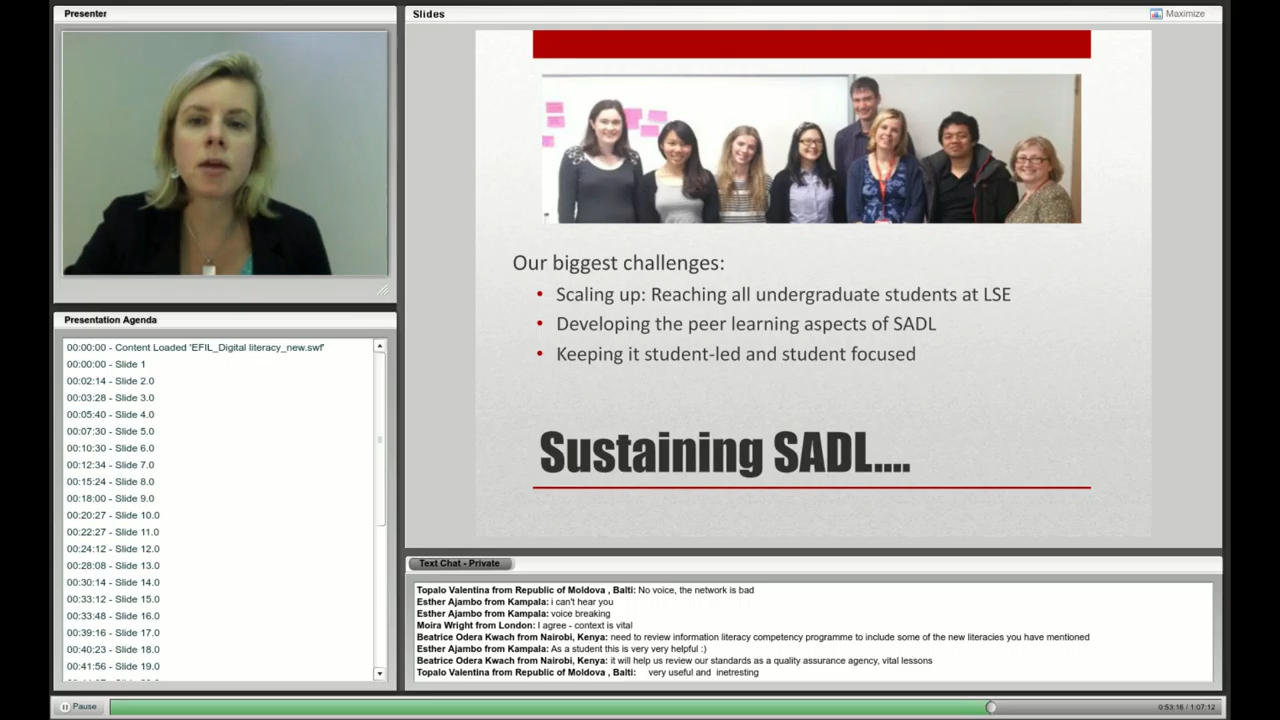 Presenter
Slides
Maximize
Our biggest challenges:
• Scaling up: Reaching all undergraduate students at LSE
• Developing the peer learning aspects of SADL
• Keeping it student-led and student focused
Sustaining SADL....
Presentation Agenda
00:00:00 - Content Loaded 'EFIL_Digital literacy_new.swf'
00:00:00 - Slide 1
00:02:14 - Slide 2.0
00:03:28 - Slide 3.0
00:05:40 - Slide 4.0
00:07:30 - Slide 5.0
00:10:30 - Slide 6.0
00:12:34 - Slide 7.0
00:15:24 - Slide 8.0
00:18:00 - Slide 9.0
00:20:27 - Slide 10.0
00:22:27 - Slide 11.0
00:24:12 - Slide 12.0
00:28:08 - Slide 13.0
00:30:14 - Slide 14.0
00:33:12 - Slide 15.0
00:33:48 - Slide 16.0
00:39:16 - Slide 17.0
00:40:23 - Slide 18.0
00:41:56 - Slide 19.0
Text Chat - Private
Topalo Valentina from Republic of Moldova , Balti: No voice, the network is bad
Esther Ajambo from Kampala: i can't hear you
Esther Ajambo from Kampala: voice breaking
Moira Wright from London: I agree - context is vital
Beatrice Odera Kwach from Nairobi, Kenya: need to review information literacy competency programme to include some of the new literacies you have mentioned
Esther Ajambo from Kampala: As a student this is very very helpful :)
Beatrice Odera Kwach from Nairobi, Kenya: it will help us review our standards as a quality assurance agency, vital lessons
Topalo Valentina from Republic of Moldova , Balti: very useful and inetresting
Pause
0:53:16 / 1:07:12